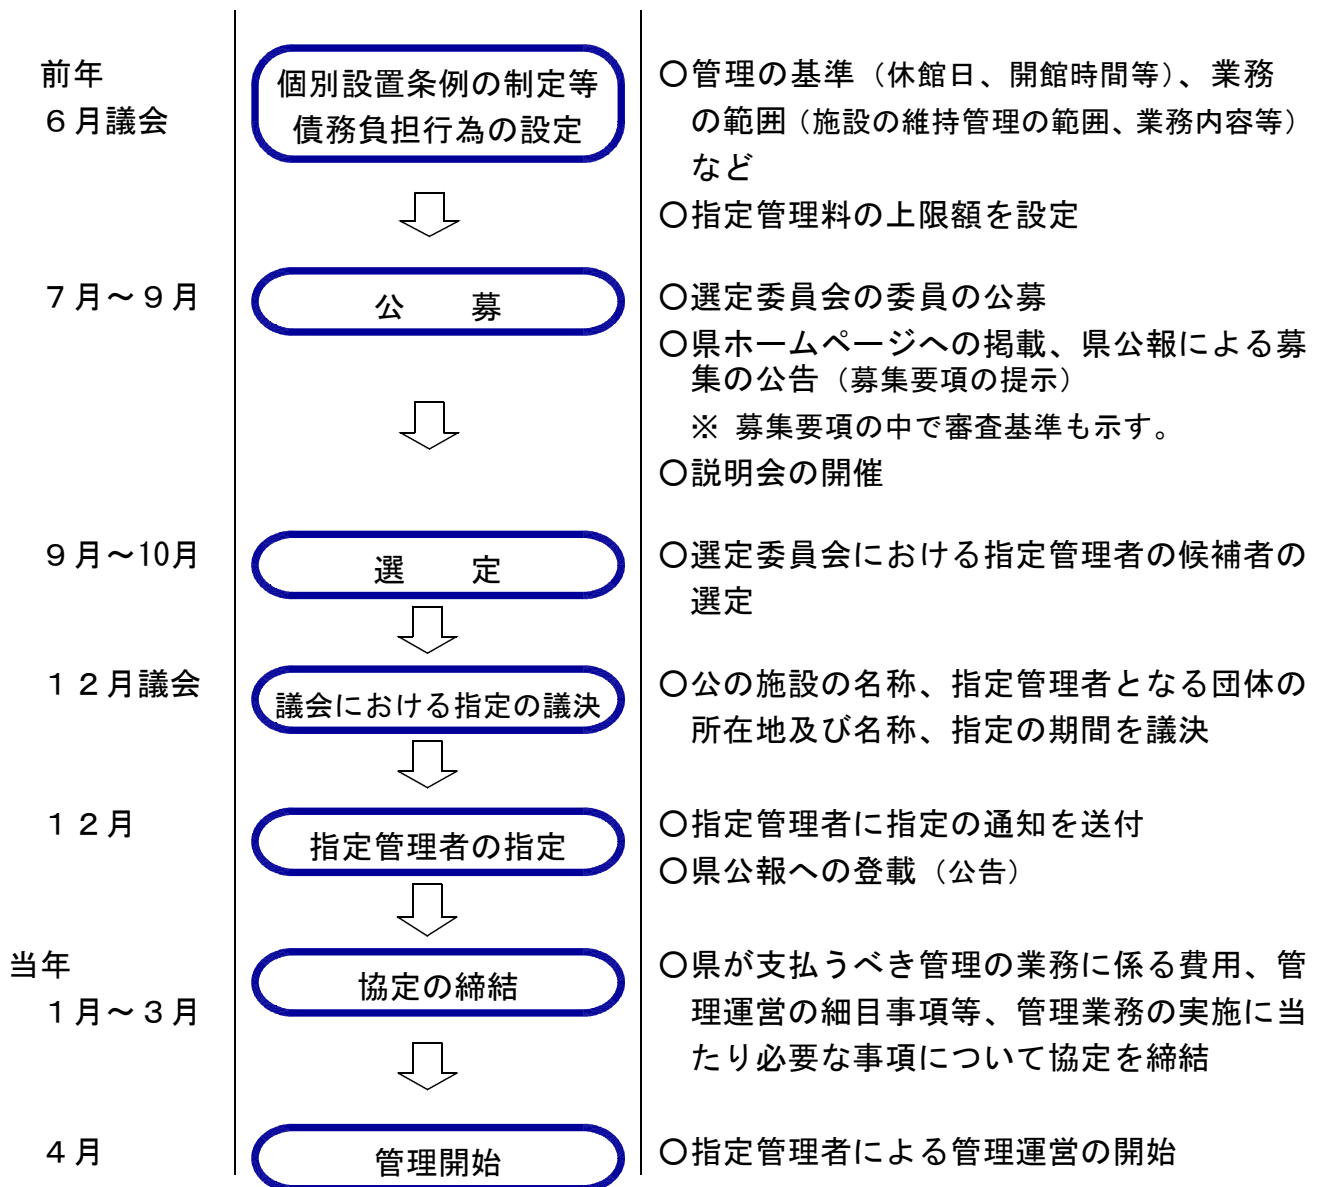 前年
６月議会
個別設置条例の制定等
債務負担行為の設定
○管理の基準（休館日、開館時間等）、業務
の範囲（施設の維持管理の範囲、業務内容等）
など
○指定管理料の上限額を設定
７月～９月
公　　募
○選定委員会の委員の公募
○県ホームページへの掲載、県公報による募
集の公告（募集要項の提示）
※ 募集要項の中で審査基準も示す。
○説明会の開催
９月～10月
選　　定
○選定委員会における指定管理者の候補者の
選定
１２月議会
議会における指定の議決
○公の施設の名称、指定管理者となる団体の
所在地及び名称、指定の期間を議決
１２月
指定管理者の指定
○指定管理者に指定の通知を送付
○県公報への登載（公告）
当年
１月～３月
協定の締結
○県が支払うべき管理の業務に係る費用、管
理運営の細目事項等、管理業務の実施に当
たり必要な事項について協定を締結
４月
管理開始
○指定管理者による管理運営の開始